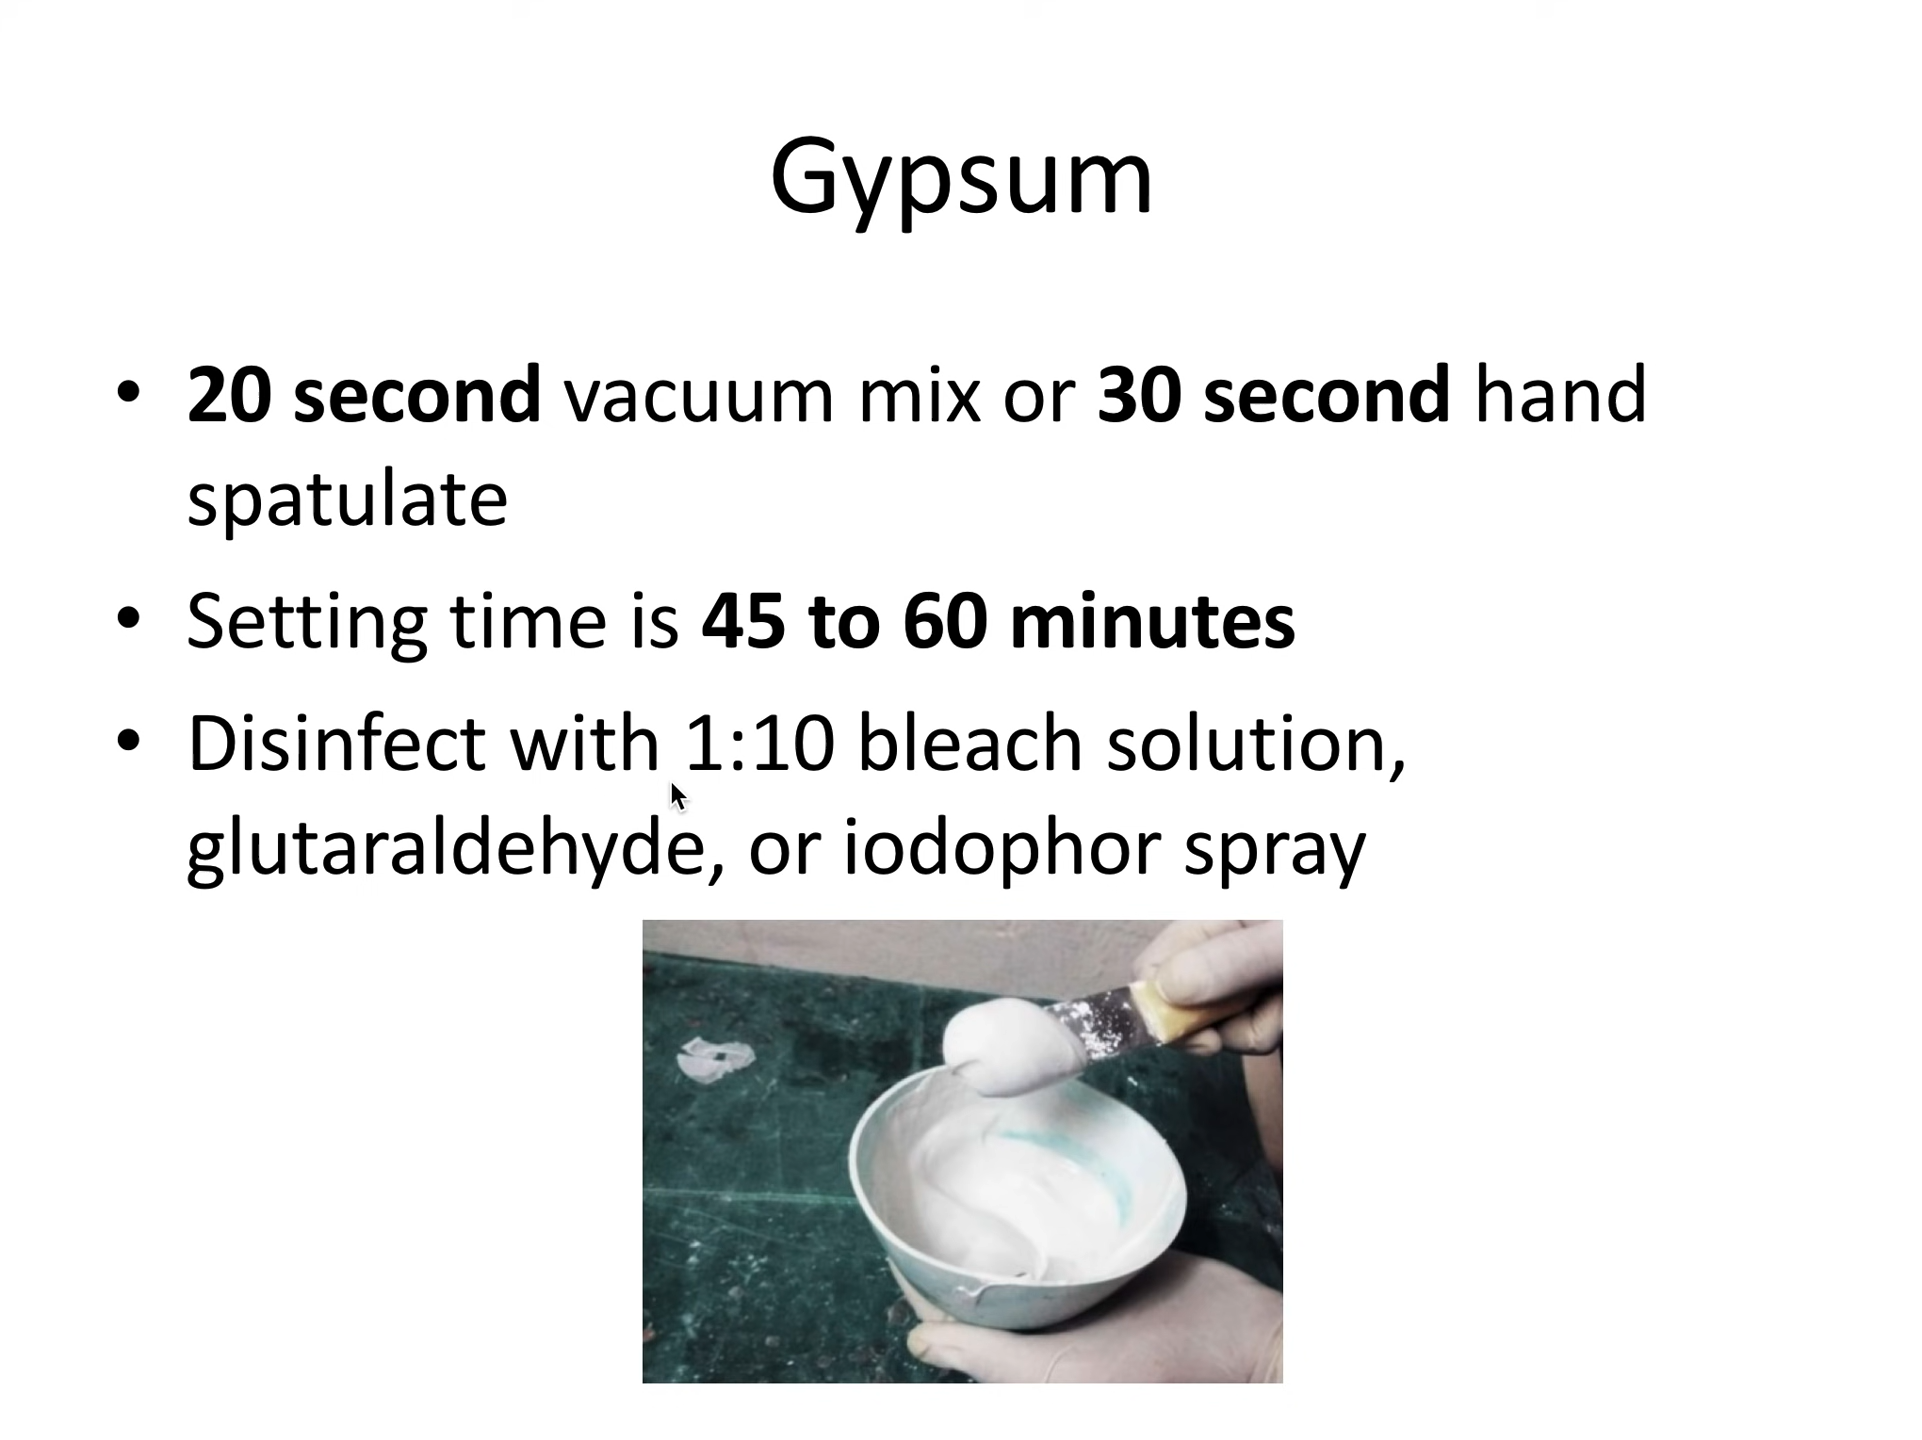 Gypsum
• 20 second vacuum mix or 30 second hand
spatulate
• Setting time is 45 to 60 minutes
• Disinfect with 1:10 bleach solution,
glutaraldehyde, or iodophor spray